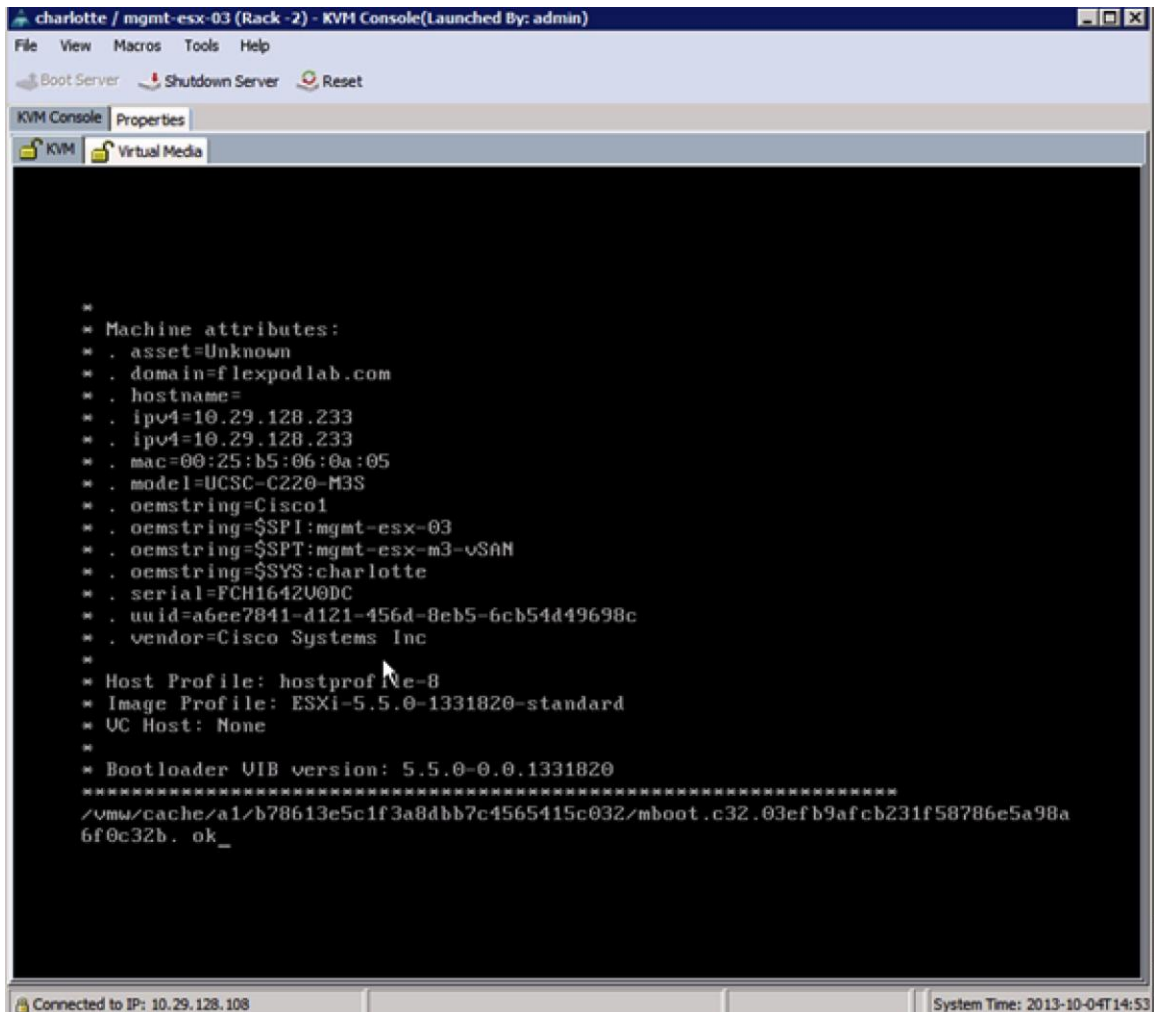 charlotte / mgmt-esx-03 (Rack -2) - KVM Console(Launched By: admin)
File View Macros Tools Help
Boot Server Shutdown Server Reset
KVM Console Properties
KVM Virtual Media
*
* Machine attributes:
* . asset=Unknown
* . domain=flexpodlab.com
* . hostname=
* . ipv4=10.29.128.233
* . ipv4=10.29.128.233
* . mac=00:25:b5:06:0a:05
* . model=UCSC-C220-M3S
* . oemstring=Cisco1
* . oemstring=$SPI:mgmt-esx-03
* . oemstring=$SPT:mgmt-esx-m3-vSAN
* . oemstring=$SYS:charlotte
* . serial=FCH1642V0DC
* . uuid=a6ee7841-d121-456d-8eb5-6cb54d49698c
* . vendor=Cisco Systems Inc
*
* Host Profile: hostprofile-8
* Image Profile: ESXi-5.5.0-1331820-standard
* VC Host: None
*
* Bootloader VIB version: 5.5.0-0.0.1331820
******************************************************************
/vmw/cache/a1/b78613e5c1f3a8dbb7c4565415c032/mboot.c32.03efb9afcb231f58786e5a98a
6f0c32b. ok_
Connected to IP: 10.29.128.108
System Time: 2013-10-04T14:53